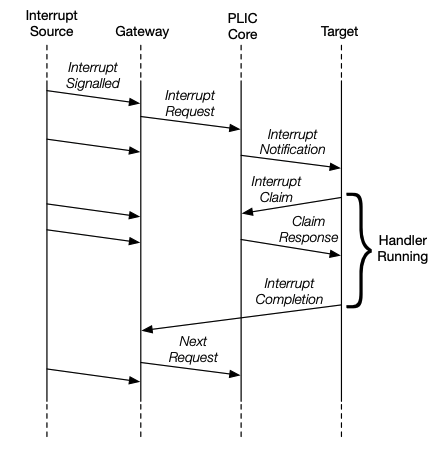 Interrupt
Source
Gateway
PLIC
Core
Target
Interrupt
Signalled
Interrupt
Request
Interrupt
Notification
Interrupt
Claim
Claim
Response
Handler
Running
Interrupt
Completion
Next
Request